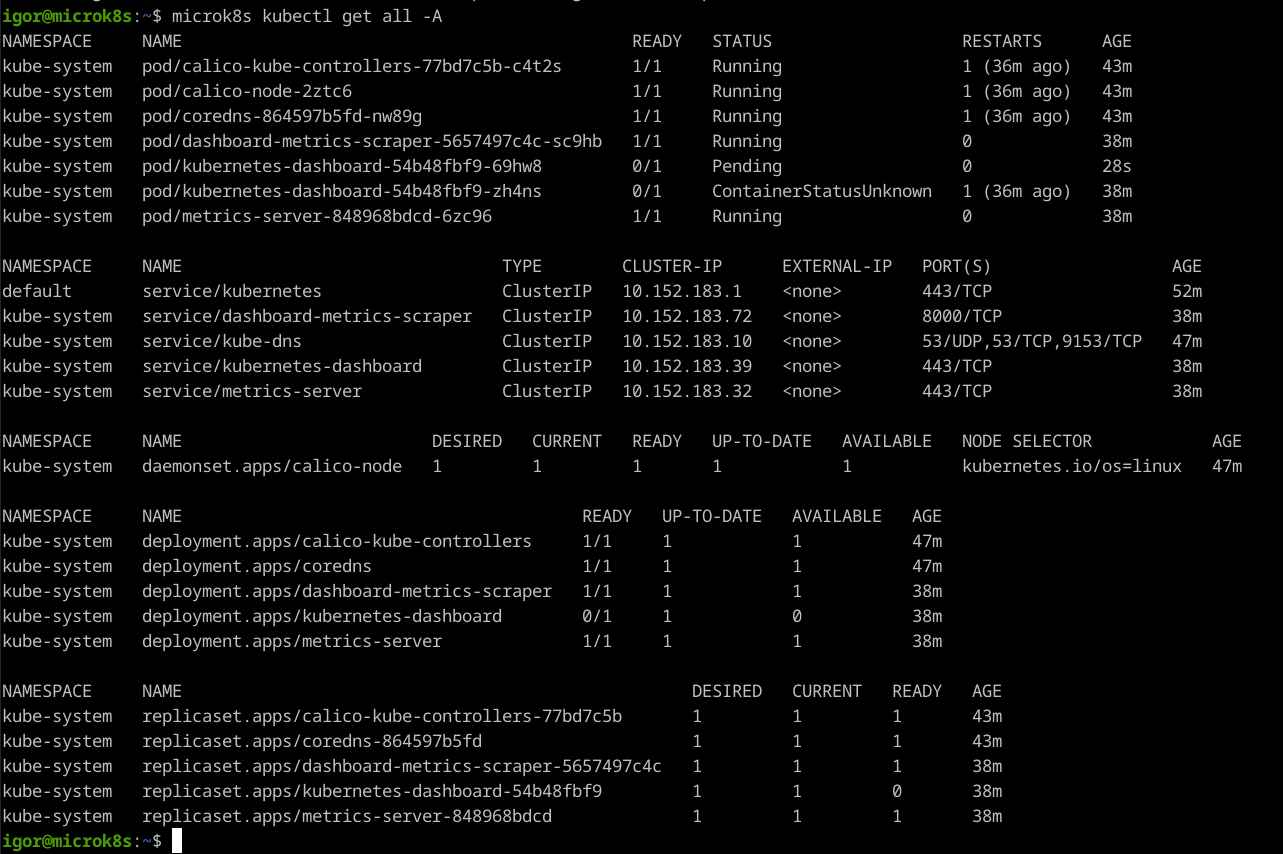 igor@microk8s:~$ microk8s kubectl get all -A
NAMESPACE     NAME                                             READY   STATUS                   RESTARTS      AGE
kube-system   pod/calico-kube-controllers-77bd7c5b-c4t2s       1/1     Running                  1 (36m ago)   43m
kube-system   pod/calico-node-2ztc6                            1/1     Running                  1 (36m ago)   43m
kube-system   pod/coredns-864597b5fd-nw89g                     1/1     Running                  1 (36m ago)   43m
kube-system   pod/dashboard-metrics-scraper-5657497c4c-sc9hb   1/1     Running                  0             38m
kube-system   pod/kubernetes-dashboard-54b48fbf9-69hw8         0/1     Pending                  0             28s
kube-system   pod/kubernetes-dashboard-54b48fbf9-zh4ns         0/1     ContainerStatusUnknown   1 (36m ago)   38m
kube-system   pod/metrics-server-848968bdcd-6zc96              1/1     Running                  0             38m

NAMESPACE     NAME                                TYPE        CLUSTER-IP      EXTERNAL-IP   PORT(S)                  AGE
default       service/kubernetes                  ClusterIP   10.152.183.1    <none>        443/TCP                  52m
kube-system   service/dashboard-metrics-scraper   ClusterIP   10.152.183.72   <none>        8000/TCP                 38m
kube-system   service/kube-dns                    ClusterIP   10.152.183.10   <none>        53/UDP,53/TCP,9153/TCP   47m
kube-system   service/kubernetes-dashboard        ClusterIP   10.152.183.39   <none>        443/TCP                  38m
kube-system   service/metrics-server              ClusterIP   10.152.183.32   <none>        443/TCP                  38m

NAMESPACE     NAME                         DESIRED   CURRENT   READY   UP-TO-DATE   AVAILABLE   NODE SELECTOR            AGE
kube-system   daemonset.apps/calico-node   1         1         1       1            1           kubernetes.io/os=linux   47m

NAMESPACE     NAME                                        READY   UP-TO-DATE   AVAILABLE   AGE
kube-system   deployment.apps/calico-kube-controllers     1/1     1            1           47m
kube-system   deployment.apps/coredns                     1/1     1            1           47m
kube-system   deployment.apps/dashboard-metrics-scraper   1/1     1            1           38m
kube-system   deployment.apps/kubernetes-dashboard        0/1     1            0           38m
kube-system   deployment.apps/metrics-server              1/1     1            1           38m

NAMESPACE     NAME                                                   DESIRED   CURRENT   READY   AGE
kube-system   replicaset.apps/calico-kube-controllers-77bd7c5b       1         1         1       43m
kube-system   replicaset.apps/coredns-864597b5fd                     1         1         1       43m
kube-system   replicaset.apps/dashboard-metrics-scraper-5657497c4c   1         1         1       38m
kube-system   replicaset.apps/kubernetes-dashboard-54b48fbf9         1         1         0       38m
kube-system   replicaset.apps/metrics-server-848968bdcd              1         1         1       38m
igor@microk8s:~$